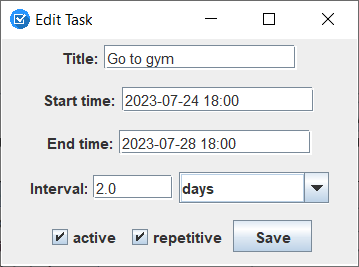 Edit Task
Title: Go to gym
Start time: 2023-07-24 18:00
End time: 2023-07-28 18:00
Interval: 2.0 days
active repetitive Save